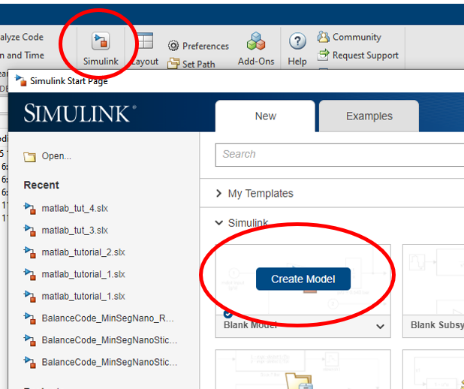 alyze Code
Preferences
Community
n and Time
Simulink
Layout
Set Path
Add-Ons
Help
Request Support
Simulink Start Page
SIMULINK®
New
Examples
Open...
Search
Recent
My Templates
matlab_tut_4.slx
Simulink
matlab_tut_3.slx
matlab_tutorial_2.slx
matlab_tutorial_1.slx
Create Model
matlab_tutorial_1.slx
BalanceCode_MinSegNano_R...
Blank Model
Blank Subsy
BalanceCode_MinSegNanoStic...
BalanceCode_MinSegNanoStic...